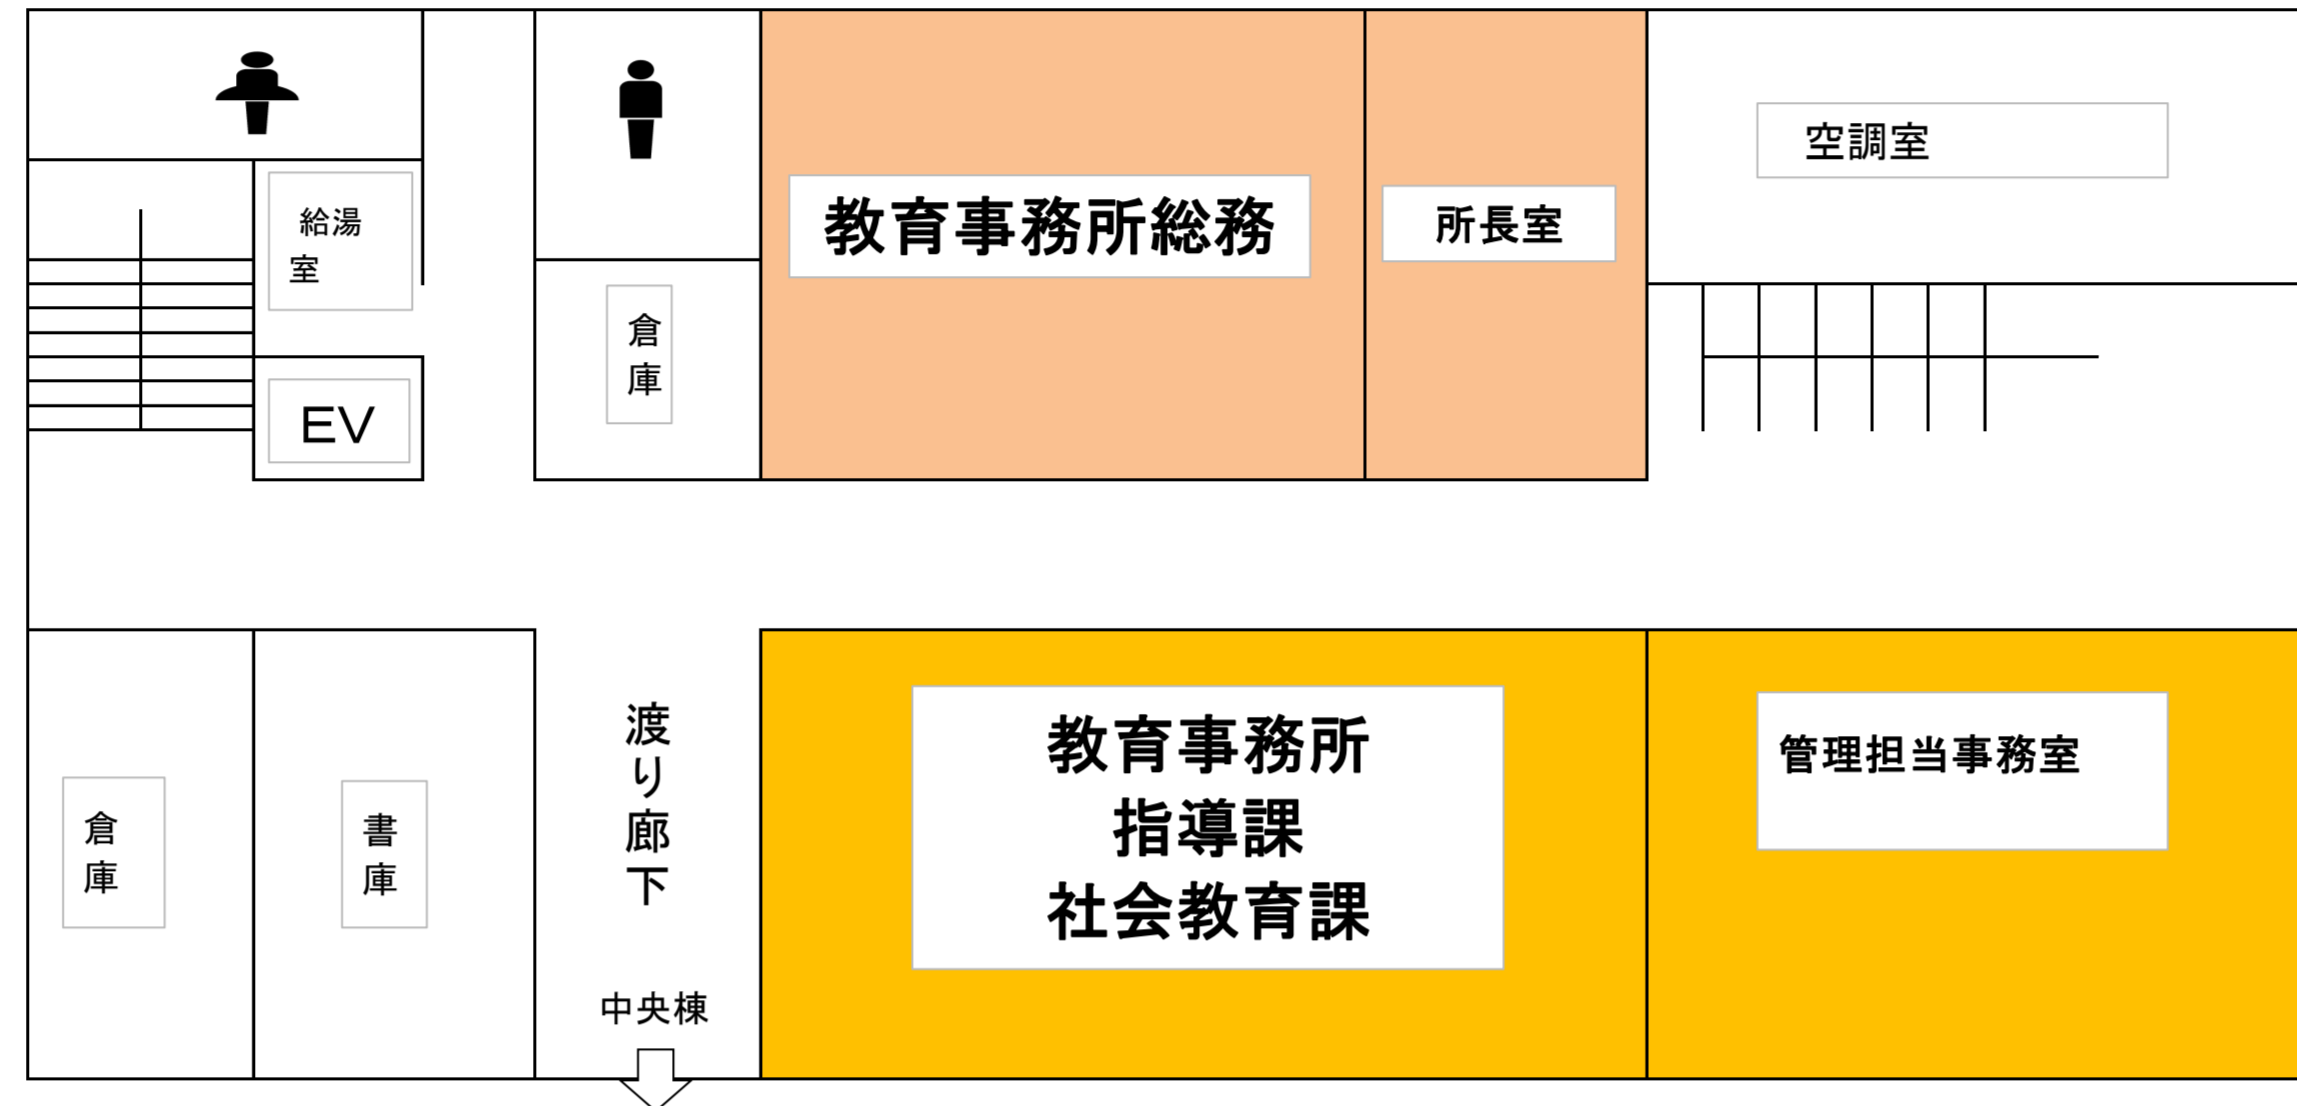 給湯
室
EV
倉
庫
教育事務所総務
所長室
空調室
倉
庫
書
庫
渡り廊下
中央棟
教育事務所
指導課
社会教育課
管理担当事務室